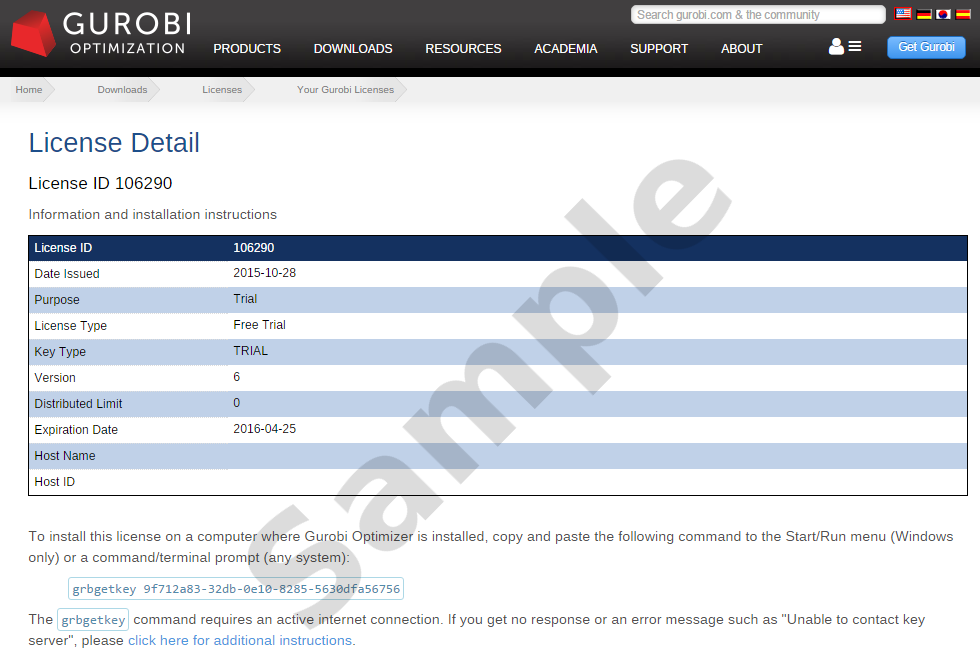 GUROBI
OPTIMIZATION
Search gurobi.com & the community
PRODUCTS DOWNLOADS RESOURCES ACADEMIA SUPPORT ABOUT
Get Gurobi
Home Downloads Licenses Your Gurobi Licenses
License Detail
License ID 106290
Information and installation instructions
License ID 106290
Date Issued 2015-10-28
Purpose Trial
License Type Free Trial
Key Type TRIAL
Version 6
Distributed Limit 0
Expiration Date 2016-04-25
Host Name
Host ID
Sample
To install this license on a computer where Gurobi Optimizer is installed, copy and paste the following command to the Start/Run menu (Windows
only) or a command/terminal prompt (any system):
grbgetkey 9f712a83-32db-0e10-8285-5630dfa56756
The grbgetkey command requires an active internet connection. If you get no response or an error message such as "Unable to contact key
server", please click here for additional instructions.